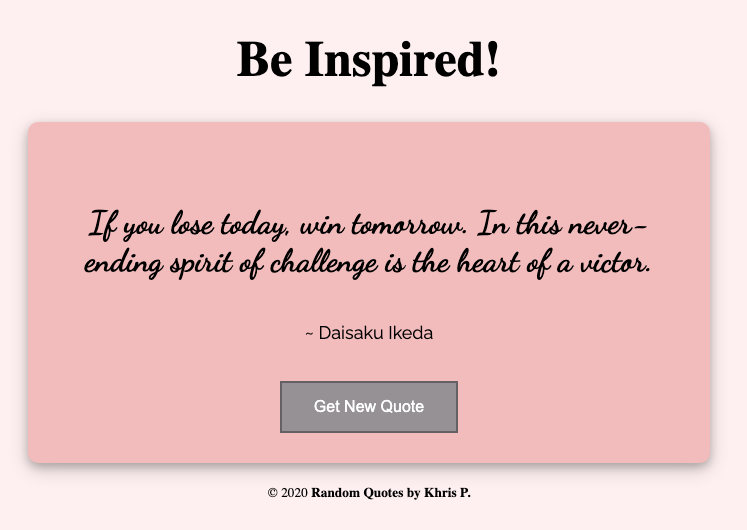 Be Inspired!
If you lose today, win tomorrow. In this never-
ending spirit of challenge is the heart of a victor.
~ Daisaku Ikeda
Get New Quote
© 2020 Random Quotes by Khris P.